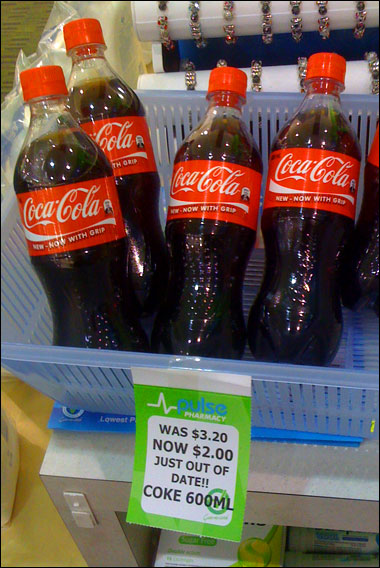 Coca-Cola
NEW - NOW WITH GRIP
Coca-Cola
NEW - NOW WITH GRIP
Coca-Cola
NEW - NOW WITH GRIP
Coca-Cola
NEW - NOW WITH GRIP
Lowest
pulse
PHARMACY
WAS $3.20
NOW $2.00
JUST OUT OF
DATE!!
COKE 600ML